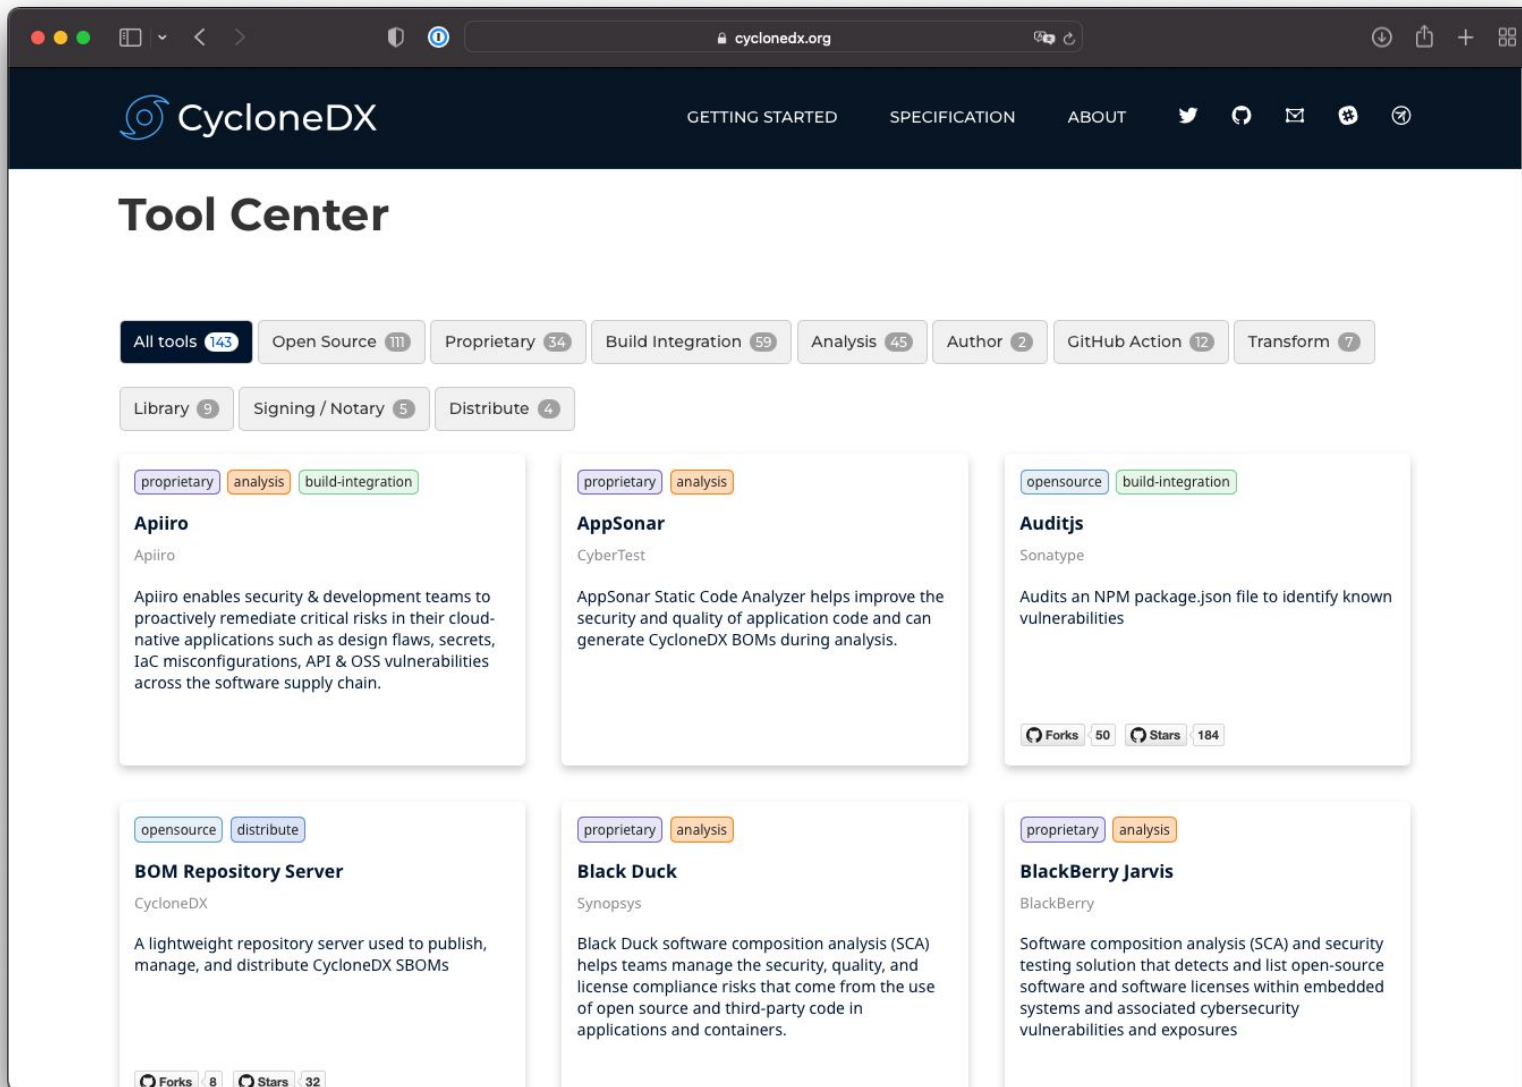 cyclonedx.org
CycloneDX
GETTING STARTED SPECIFICATION ABOUT
Tool Center
All tools 143 Open Source 111 Proprietary 34 Build Integration 59 Analysis 45 Author 2 GitHub Action 12 Transform 7
Library 9 Signing / Notary 5 Distribute 4
proprietary analysis build-integration
Apiiro
Apiiro
Apiiro enables security & development teams to
proactively remediate critical risks in their cloud-
native applications such as design flaws, secrets,
IaC misconfigurations, API & OSS vulnerabilities
across the software supply chain.
proprietary analysis
AppSonar
CyberTest
AppSonar Static Code Analyzer helps improve the
security and quality of application code and can
generate CycloneDX BOMs during analysis.
opensource build-integration
Auditjs
Sonatype
Audits an NPM package.json file to identify known
vulnerabilities
Forks 50 Stars 184
opensource distribute
BOM Repository Server
CycloneDX
A lightweight repository server used to publish,
manage, and distribute CycloneDX SBOMs
Forks 8 Stars 32
proprietary analysis
Black Duck
Synopsys
Black Duck software composition analysis (SCA)
helps teams manage the security, quality, and
license compliance risks that come from the use
of open source and third-party code in
applications and containers.
proprietary analysis
BlackBerry Jarvis
BlackBerry
Software composition analysis (SCA) and security
testing solution that detects and list open-source
software and software licenses within embedded
systems and associated cybersecurity
vulnerabilities and exposures